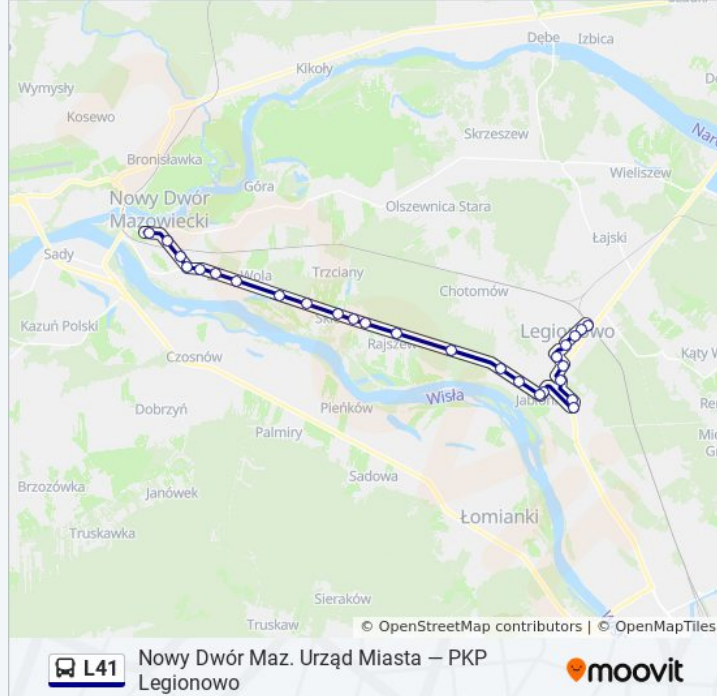 Dębe
Izbica
Kikoły
Wymysły
Kosewo
Skrzeszew
Bronisławka
Wieliszew
Góra
Nowy Dwór
Mazowiecki
Olszewnica Stara
Łajski
Sady
Wola
Trzciany
Chotomów
Kazuń Polski
Legionowo
Rajszew
Czosnów
Wisła
Dobrzyń
Pieńków
Palmiry
Sadowa
Brzozówka
Janówek
Łomianki
Truskawka
Sieraków
Truskaw
© OpenStreetMap contributors | © OpenMapTiles
L41
Nowy Dwór Maz. Urząd Miasta — PKP
Legionowo
moovit